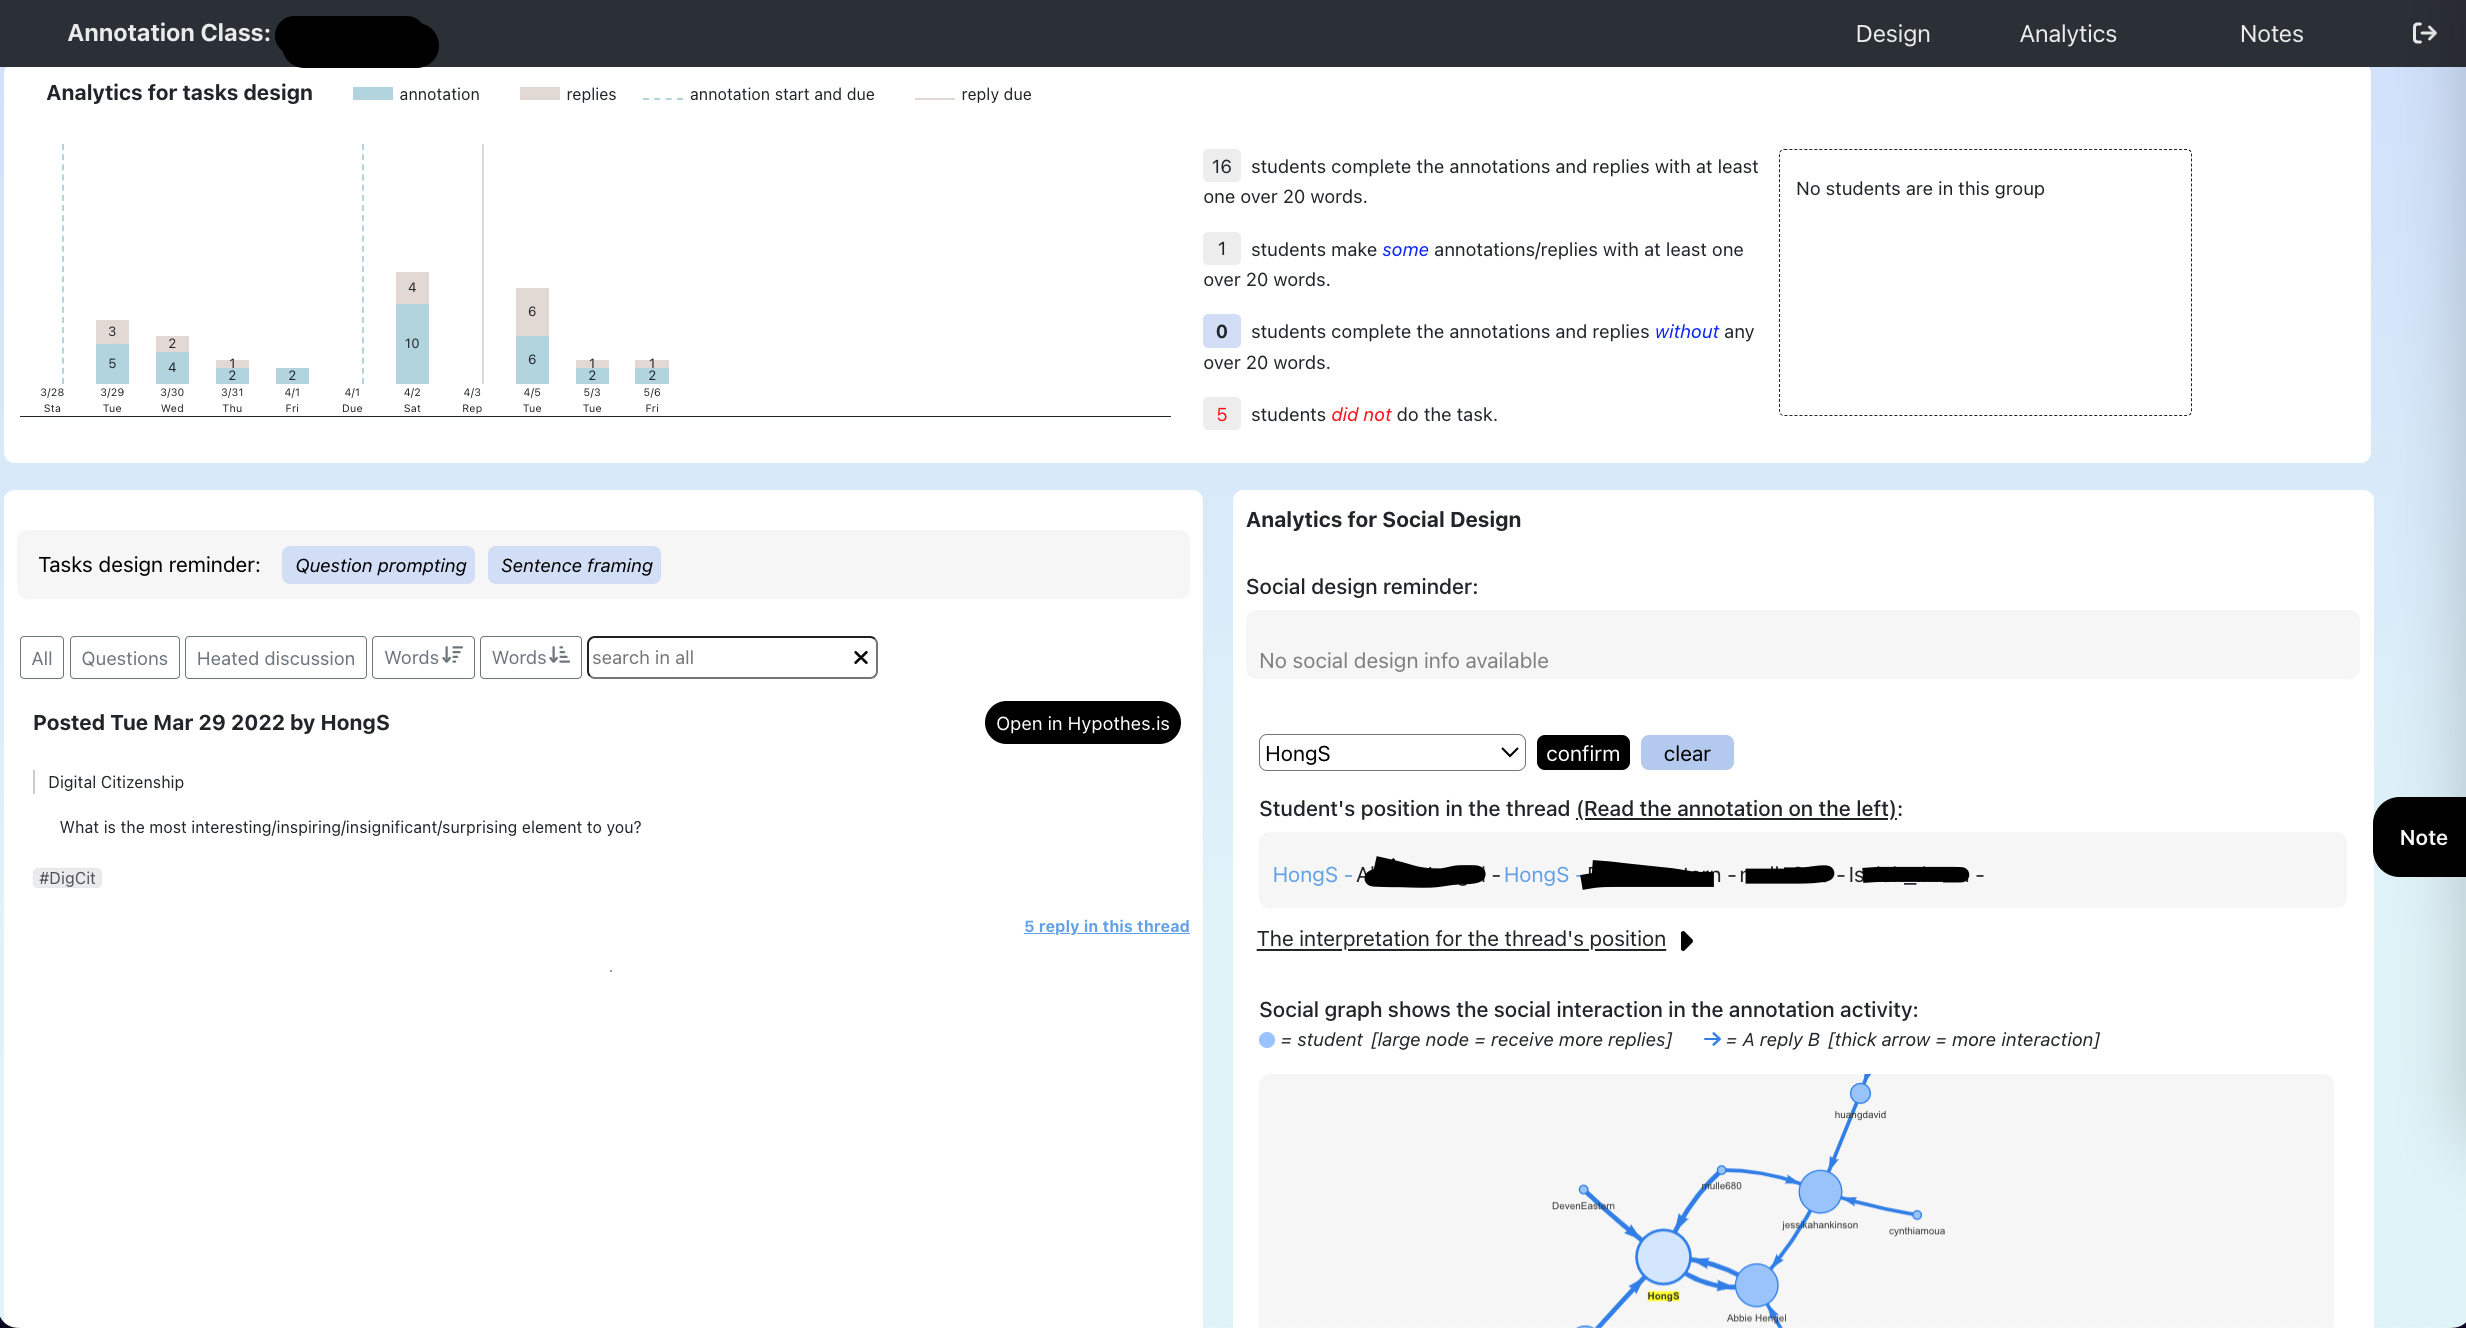 Annotation Class:
Design Analytics Notes
Analytics for tasks design annotation replies annotation start and due reply due
3 5
2 4
1 2
2
4 10
6 6
1 2
1 2
3/28 3/29 3/30 3/31 4/1 4/1 4/2 4/3 4/5 5/3 5/6
Sta Tue Wed Thu Fri Due Sat Rep Tue Tue Fri
16 students complete the annotations and replies with at least
one over 20 words.
1 students make some annotations/replies with at least one
over 20 words.
0 students complete the annotations and replies without any
over 20 words.
5 students did not do the task.
No students are in this group
Tasks design reminder: Question prompting Sentence framing
All Questions Heated discussion Words Words search in all
Posted Tue Mar 29 2022 by HongS Open in Hypothes.is
Digital Citizenship
What is the most interesting/inspiring/insignificant/surprising element to you?
#DigCit
5 reply in this thread
Analytics for Social Design
Social design reminder:
No social design info available
HongS confirm clear
Student's position in the thread (Read the annotation on the left):
HongS - - HongS - - - -
The interpretation for the thread's position
Social graph shows the social interaction in the annotation activity:
= student [large node = receive more replies] → = A reply B [thick arrow = more interaction]
huangdavid
mulle680
DevenEastern
jessikahankinson
cynthiamoua
HongS
Abbie Hengel
Note